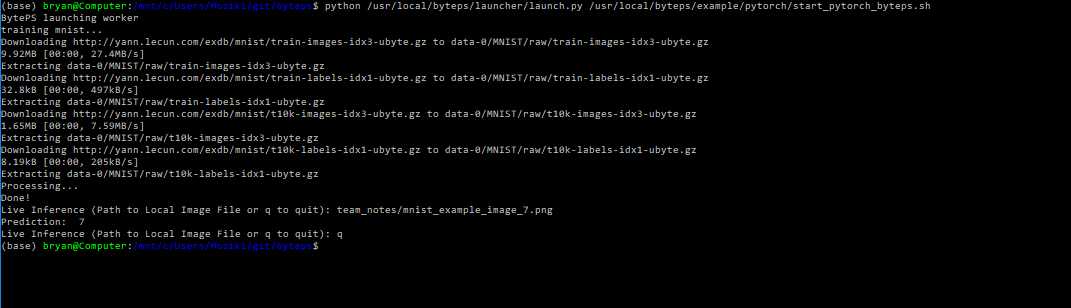 (base) bryan@Computer:/mnt/c/Users/Moziki/git/byteps$ python /usr/local/byteps/launcher/launch.py /usr/local/byteps/example/pytorch/start_pytorch_byteps.sh
BytePS launching worker
training mnist...
Downloading http://yann.lecun.com/exdb/mnist/train-images-idx3-ubyte.gz to data-0/MNIST/raw/train-images-idx3-ubyte.gz
9.92MB [00:00, 27.4MB/s]
Extracting data-0/MNIST/raw/train-images-idx3-ubyte.gz
Downloading http://yann.lecun.com/exdb/mnist/train-labels-idx1-ubyte.gz to data-0/MNIST/raw/train-labels-idx1-ubyte.gz
32.8kB [00:00, 497kB/s]
Extracting data-0/MNIST/raw/train-labels-idx1-ubyte.gz
Downloading http://yann.lecun.com/exdb/mnist/t10k-images-idx3-ubyte.gz to data-0/MNIST/raw/t10k-images-idx3-ubyte.gz
1.65MB [00:00, 7.59MB/s]
Extracting data-0/MNIST/raw/t10k-images-idx3-ubyte.gz
Downloading http://yann.lecun.com/exdb/mnist/t10k-labels-idx1-ubyte.gz to data-0/MNIST/raw/t10k-labels-idx1-ubyte.gz
8.19kB [00:00, 205kB/s]
Extracting data-0/MNIST/raw/t10k-labels-idx1-ubyte.gz
Processing...
Done!
Live Inference (Path to Local Image File or q to quit): team_notes/mnist_example_image_7.png
Prediction:  7
Live Inference (Path to Local Image File or q to quit): q
(base) bryan@Computer:/mnt/c/Users/Moziki/git/byteps$